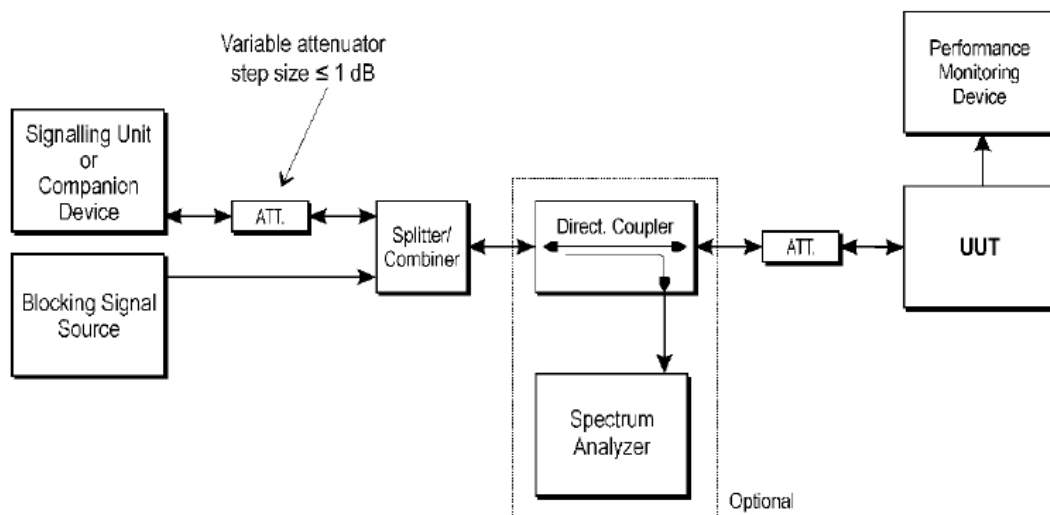 Variable attenuator
step size ≤ 1 dB
Performance
Monitoring
Device
Signalling Unit
or
Companion
Device
ATT.
Splitter/
Combiner
Direct. Coupler
ATT.
UUT
Blocking Signal
Source
Spectrum
Analyzer
Optional